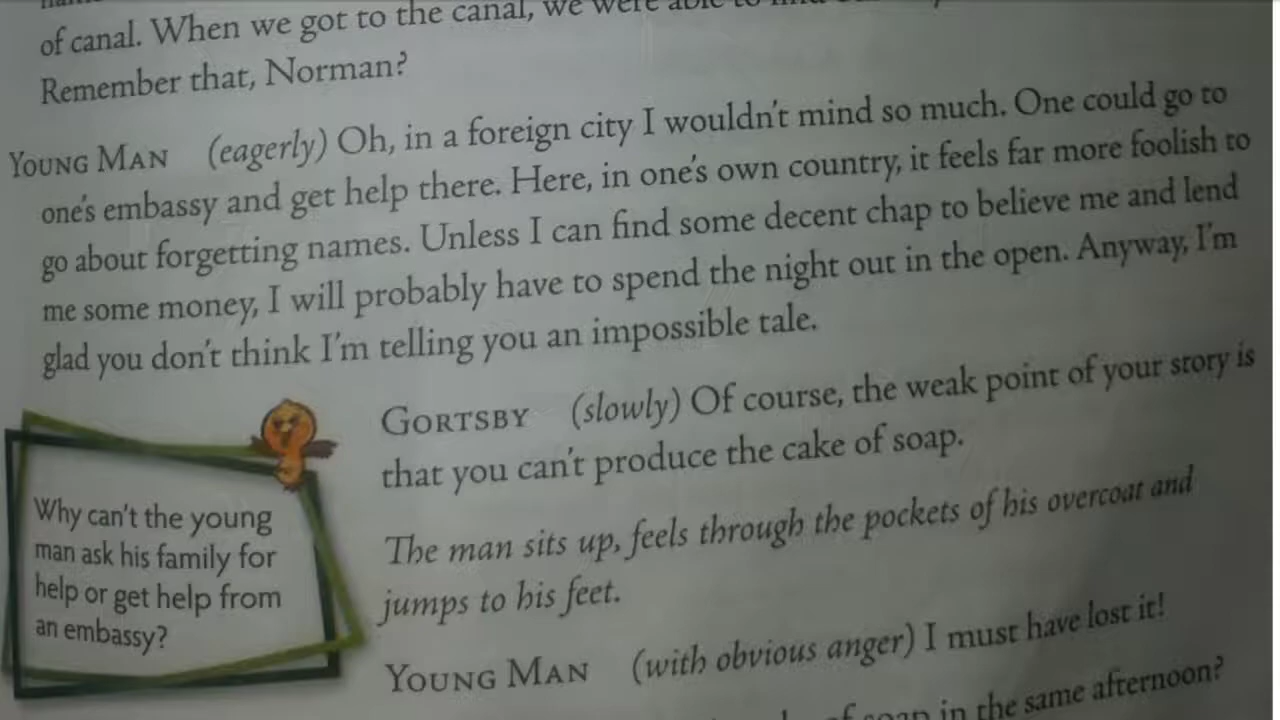 of canal. When we got to the canal, we were able to
Remember that, Norman?
YOUNG MAN (eagerly) Oh, in a foreign city I wouldn't mind so much. One could go to
one's embassy and get help there. Here, in one's own country, it feels far more foolish to
go about forgetting names. Unless I can find some decent chap to believe me and lend
me some money, I will probably have to spend the night out in the open. Anyway, I'm
glad you don't think I'm telling you an impossible tale.
GORTSBY (slowly) Of course, the weak point of your story is
that you can't produce the cake of soap.
The man sits up, feels through the pockets of his overcoat and
jumps to his feet.
YOUNG MAN (with obvious anger) I must have lost it!
of soap in the same afternoon?
Why can't the young
man ask his family for
help or get help from
an embassy?